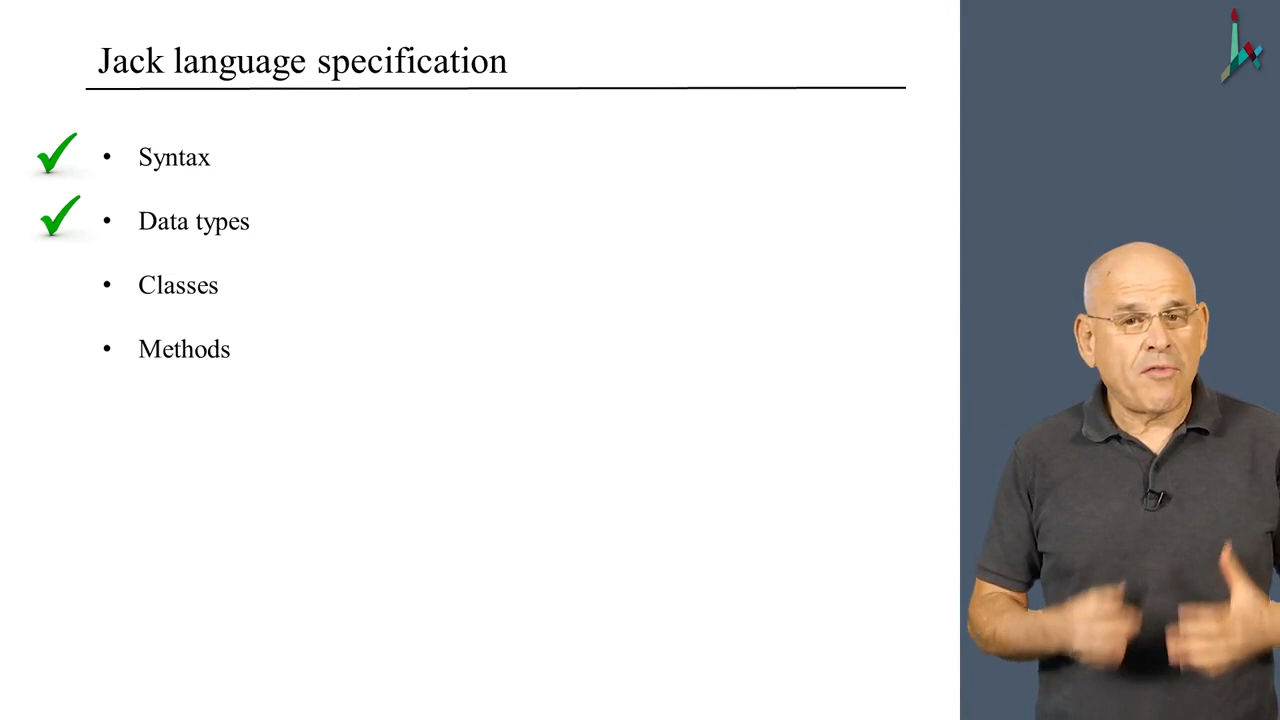 Jack language specification
• Syntax
• Data types
• Classes
• Methods